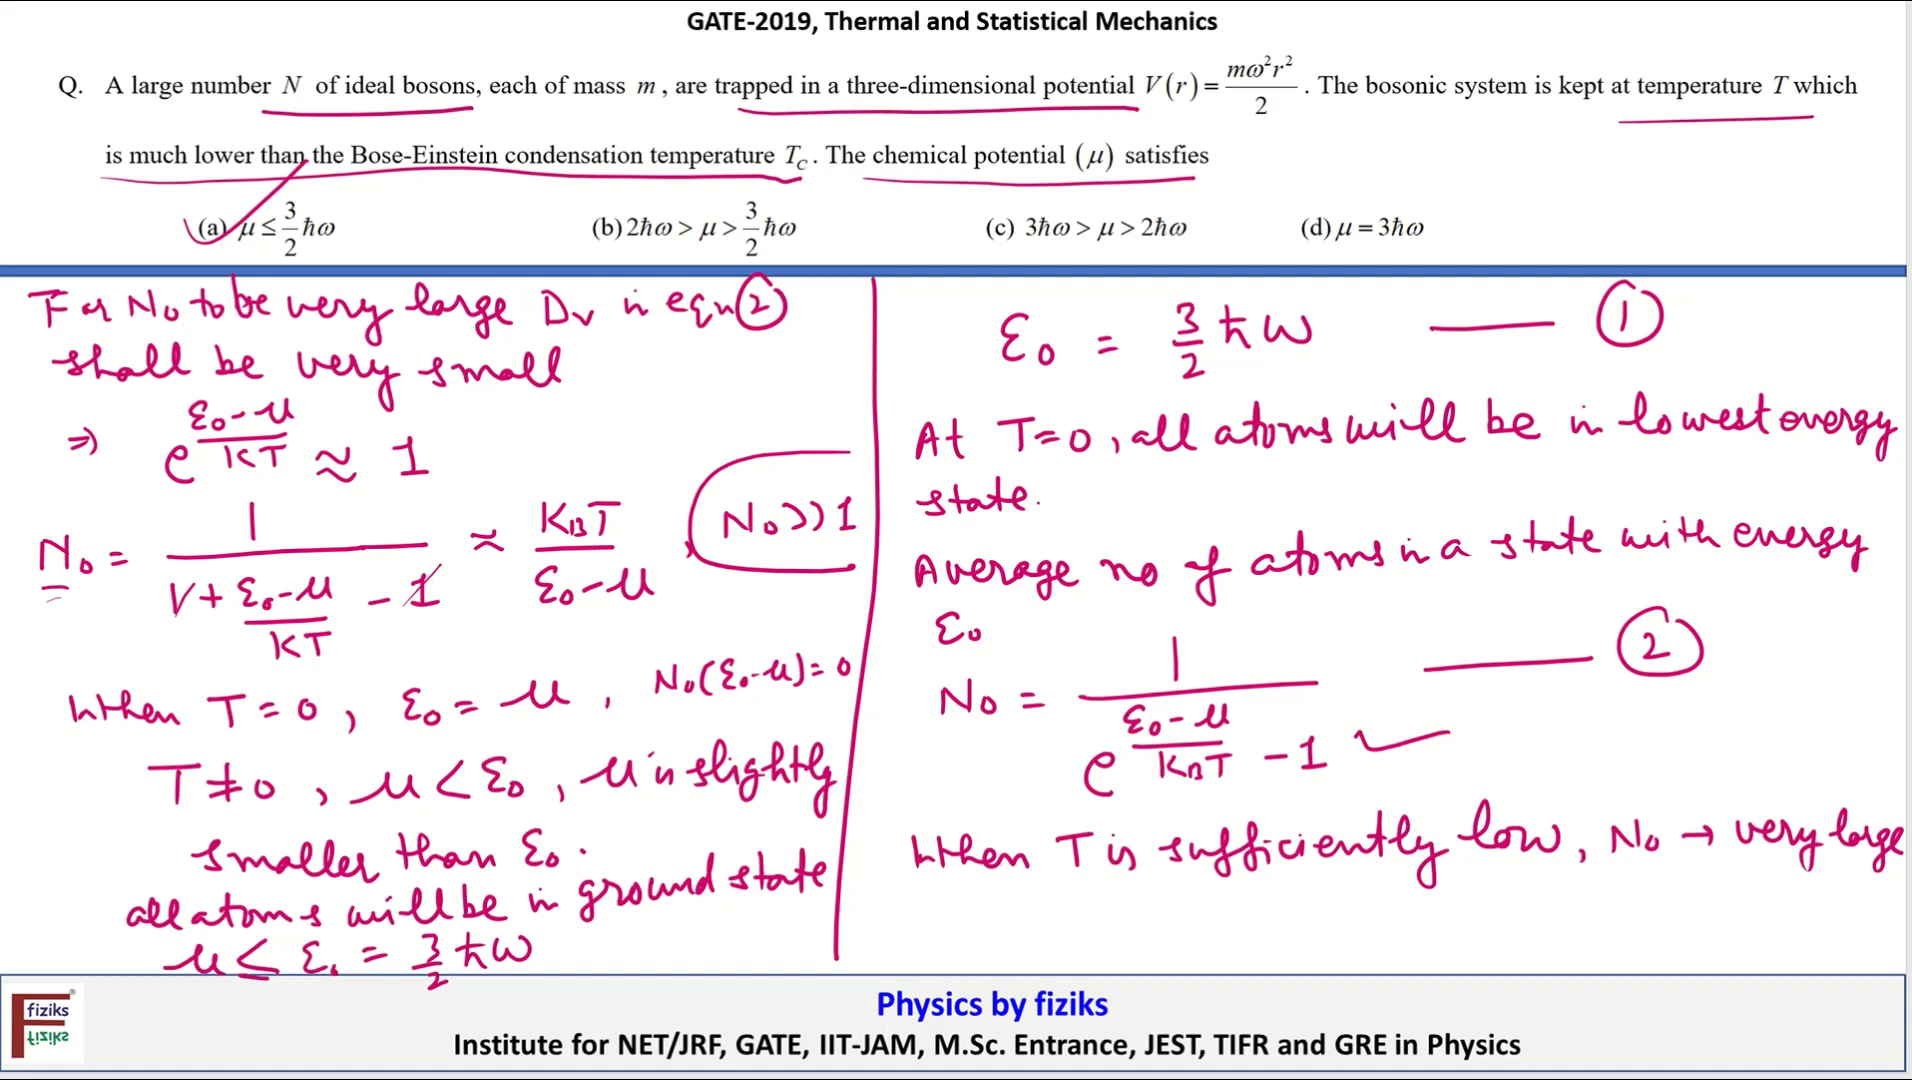 GATE-2019, Thermal and Statistical Mechanics
Q. A large number N of ideal bosons, each of mass m, are trapped in a three-dimensional potential V(r) = mω²r²/2. The bosonic system is kept at temperature T which
is much lower than the Bose-Einstein condensation temperature T_c. The chemical potential (μ) satisfies
(a) μ ≤ 3/2 ħω (b) 2ħω > μ > 3/2 ħω (c) 3ħω > μ > 2ħω (d) μ = 3ħω
For N₀ to be very large Dr in eqn ②
shall be very small
⇒ e^((ε₀-μ)/KT) ≈ 1
N₀ = 1/(1 + (ε₀-μ)/KT - 1) ≈ K_BT/(ε₀-μ), N₀ >> 1
When T = 0, ε₀ = μ, N₀(ε₀-μ) = 0
T ≠ 0, μ < ε₀, μ is slightly
smaller than ε₀.
all atoms will be in ground state
μ ≤ ε₀ = 3/2 ħω
ε₀ = 3/2 ħω —— ①
At T=0, all atoms will be in lowest energy
state.
Average no of atoms in a state with energy
ε₀
N₀ = 1/(e^((ε₀-μ)/K_BT) - 1) —— ②
When T is sufficiently low, N₀ → very large
fiziks
fiziks
Physics by fiziks
Institute for NET/JRF, GATE, IIT-JAM, M.Sc. Entrance, JEST, TIFR and GRE in Physics